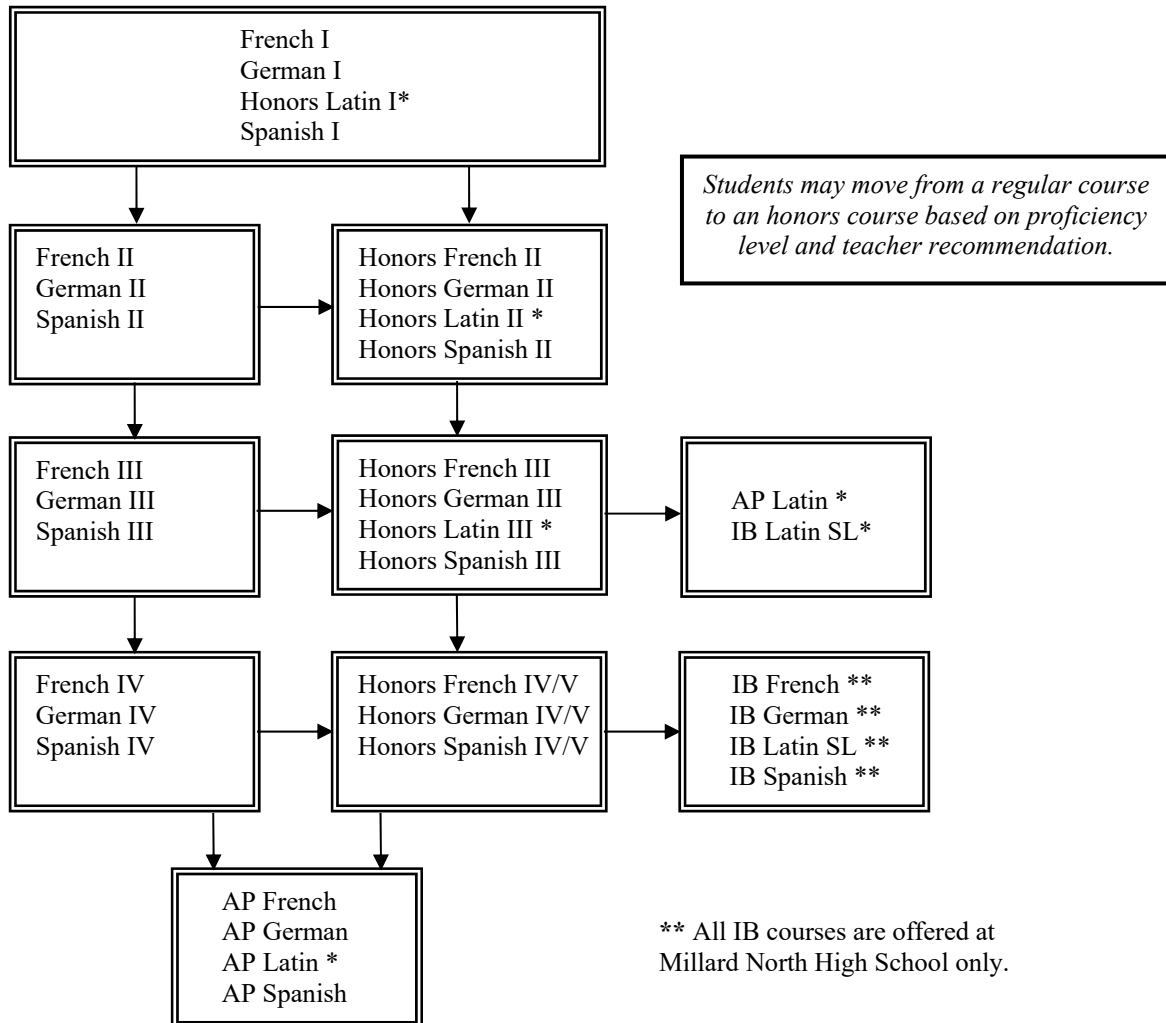 French I
German I
Honors Latin I*
Spanish I
Students may move from a regular course
to an honors course based on proficiency
level and teacher recommendation.
French II
German II
Spanish II
Honors French II
Honors German II
Honors Latin II *
Honors Spanish II
French III
German III
Spanish III
Honors French III
Honors German III
Honors Latin III *
Honors Spanish III
AP Latin *
IB Latin SL*
French IV
German IV
Spanish IV
Honors French IV/V
Honors German IV/V
Honors Spanish IV/V
IB French **
IB German **
IB Latin SL **
IB Spanish **
AP French
AP German
AP Latin *
AP Spanish
** All IB courses are offered at
Millard North High School only.